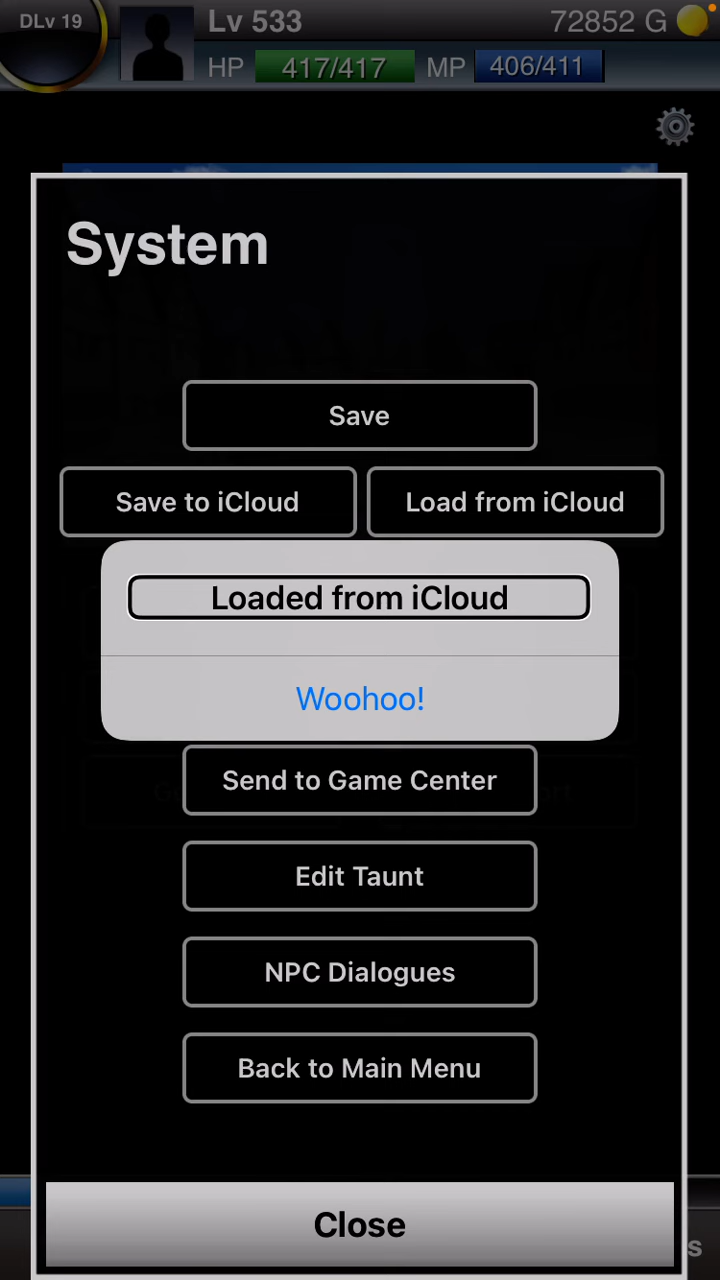 DLv 19
Lv 533
72852 G
HP 417/417 MP 406/411
System
Save
Save to iCloud Load from iCloud
Loaded from iCloud
Woohoo!
Send to Game Center
Edit Taunt
NPC Dialogues
Back to Main Menu
Close